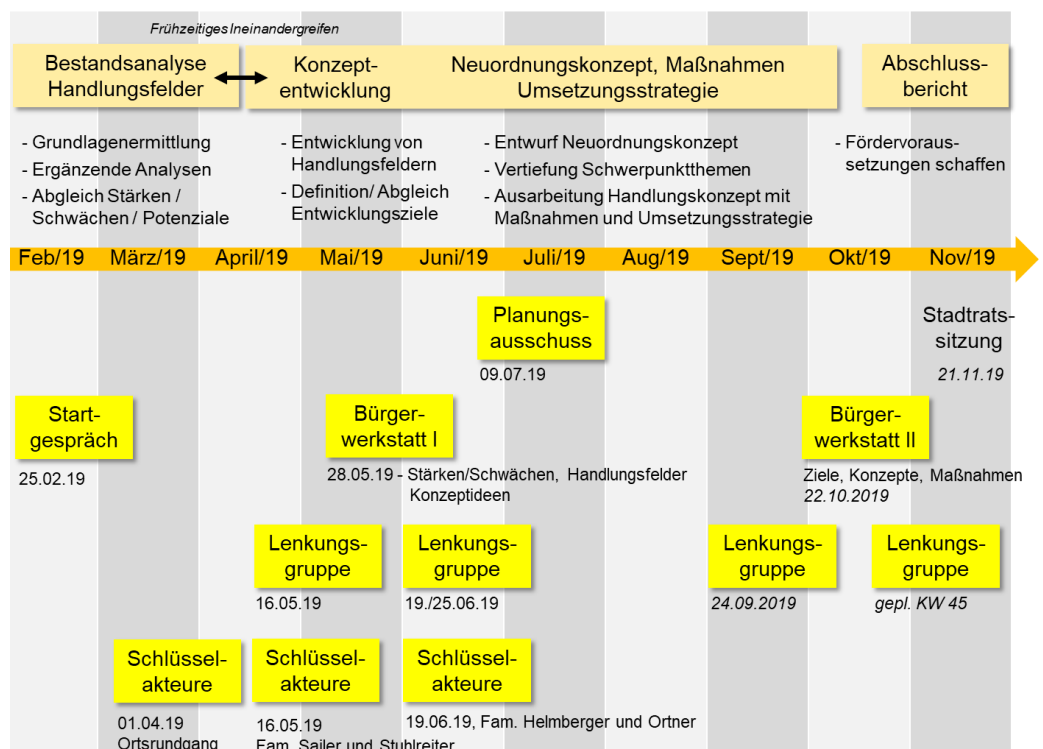 Frühzeitiges Ineinandergreifen
Bestandsanalyse
Handlungsfelder
Konzept-
entwicklung
Neuordnungskonzept, Maßnahmen
Umsetzungsstrategie
Abschluss-
bericht
- Grundlagenermittlung
- Ergänzende Analysen
- Abgleich Stärken /
Schwächen / Potenziale
- Entwicklung von
Handlungsfeldern
- Definition/ Abgleich
Entwicklungsziele
- Entwurf Neuordnungskonzept
- Vertiefung Schwerpunktthemen
- Ausarbeitung Handlungskonzept mit
Maßnahmen und Umsetzungsstrategie
- Fördervoraus-
setzungen schaffen
Feb/19 März/19 April/19 Mai/19 Juni/19 Juli/19 Aug/19 Sept/19 Okt/19 Nov/19
Planungs-
ausschuss
09.07.19
Stadtrats-
sitzung
21.11.19
Start-
gespräch
25.02.19
Bürger-
werkstatt I
28.05.19 - Stärken/Schwächen, Handlungsfelder
Konzeptideen
Bürger-
werkstatt II
Ziele, Konzepte, Maßnahmen
22.10.2019
Lenkungs-
gruppe
16.05.19
Lenkungs-
gruppe
19./25.06.19
Lenkungs-
gruppe
24.09.2019
Lenkungs-
gruppe
gepl. KW 45
Schlüssel-
akteure
01.04.19
Ortsrundgang
Schlüssel-
akteure
16.05.19
Fam. Sailer und Stuhlreiter
Schlüssel-
akteure
19.06.19, Fam. Helmberger und Ortner